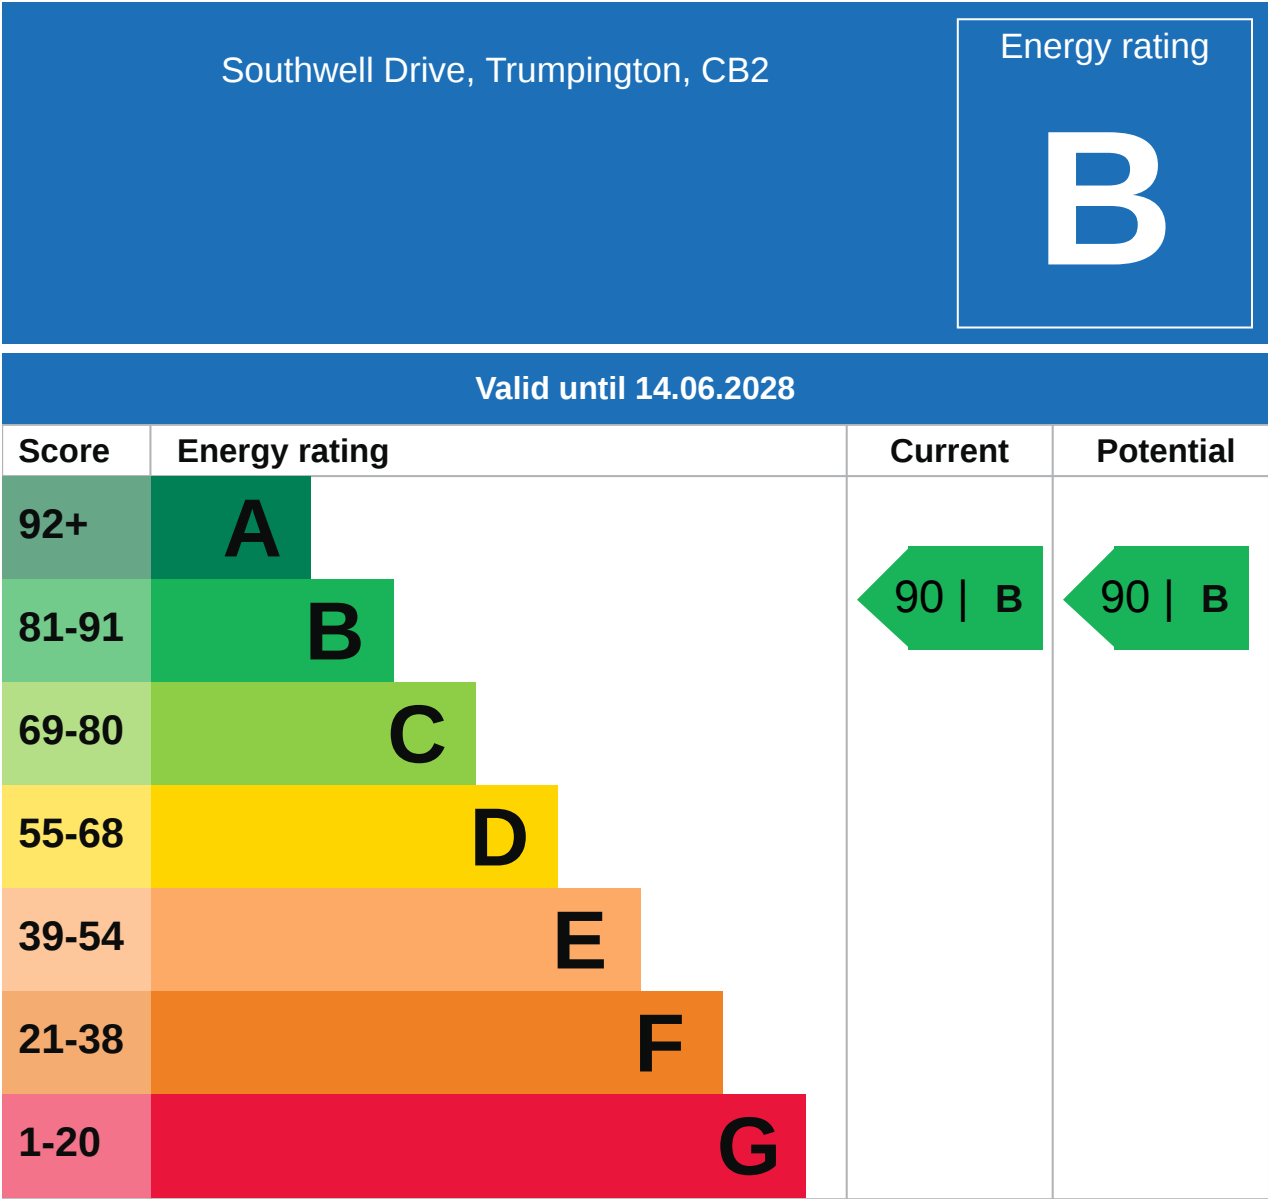 Southwell Drive, Trumpington, CB2
Energy rating
B
Valid until 14.06.2028
Score Energy rating Current Potential
92+ A
81-91 B 90 | B 90 | B
69-80 C
55-68 D
39-54 E
21-38 F
1-20 G